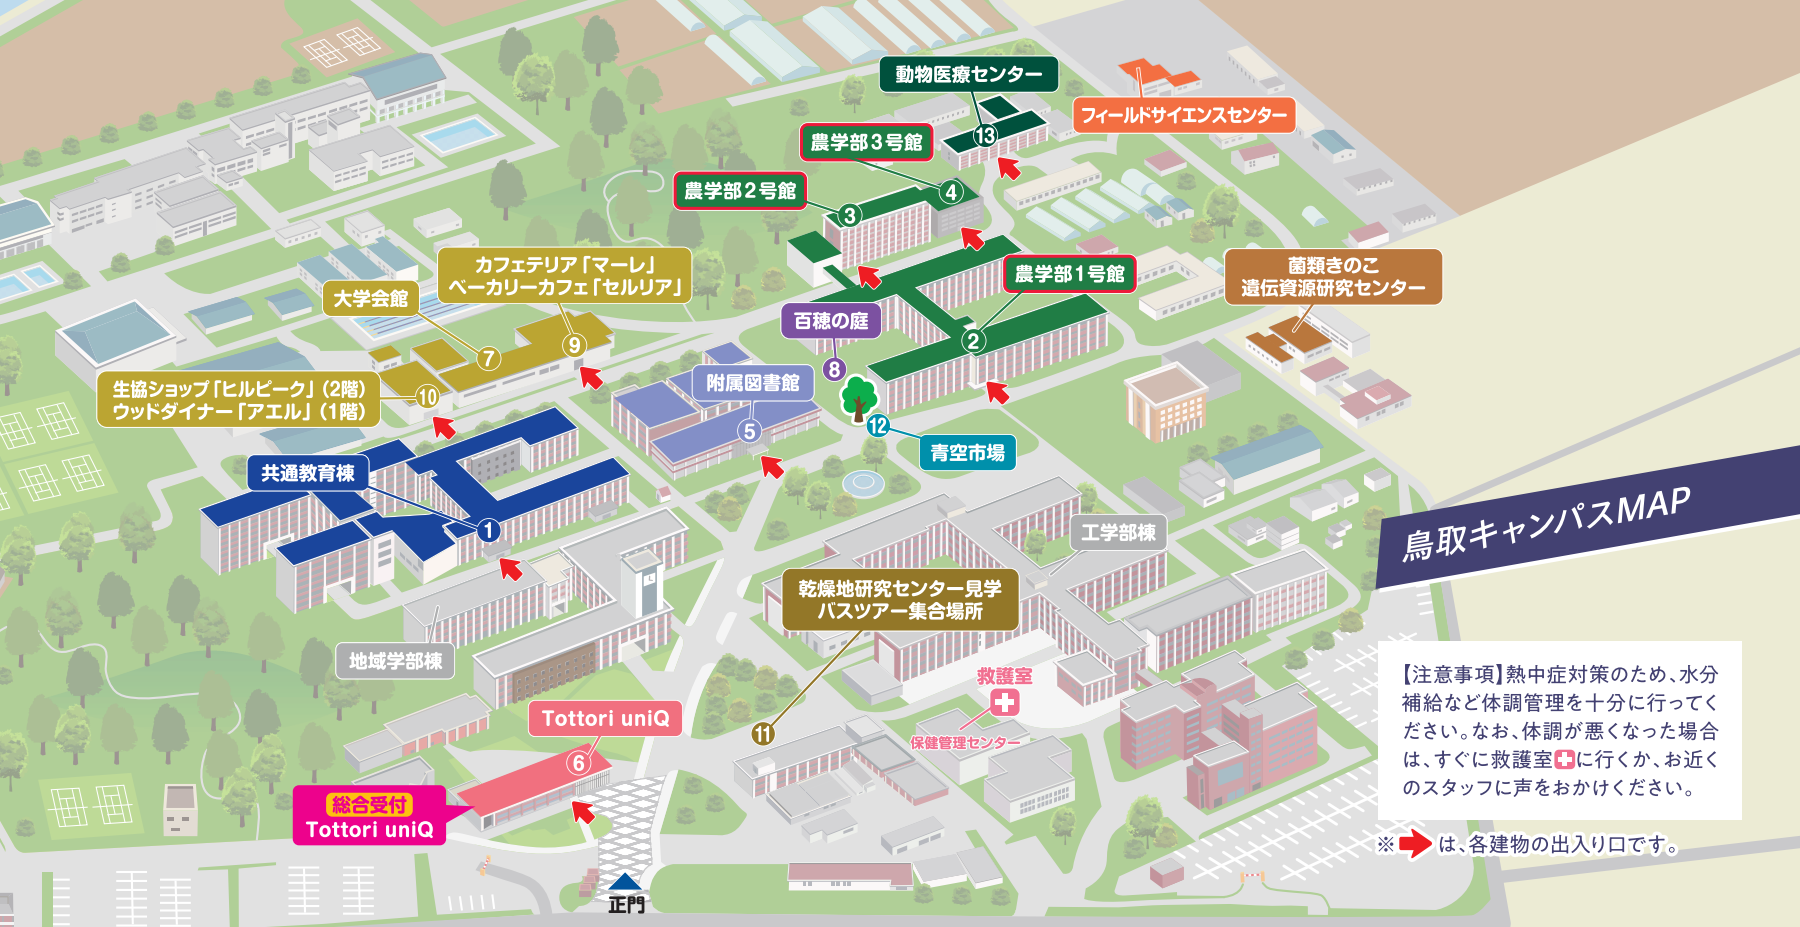 動物医療センター
13
フィールドサイエンスセンター
農学部3号館
4
農学部2号館
3
カフェテリア「マーレ」
ベーカリーカフェ「セルリア」
9
大学会館
7
農学部1号館
2
菌類きのこ
遺伝資源研究センター
百穂の庭
8
生協ショップ「ヒルピーク」(2階)
ウッドダイナー「アエル」(1階)
10
附属図書館
5
12
青空市場
共通教育棟
1
工学部棟
鳥取キャンパスMAP
乾燥地研究センター見学
バスツアー集合場所
11
地域学部棟
救護室
保健管理センター
Tottori uniQ
6
総合受付
Tottori uniQ
正門
【注意事項】熱中症対策のため、水分
補給など体調管理を十分に行ってく
ださい。なお、体調が悪くなった場合
は、すぐに救護室に行くか、お近く
のスタッフに声をおかけください。
※は、各建物の出入り口です。